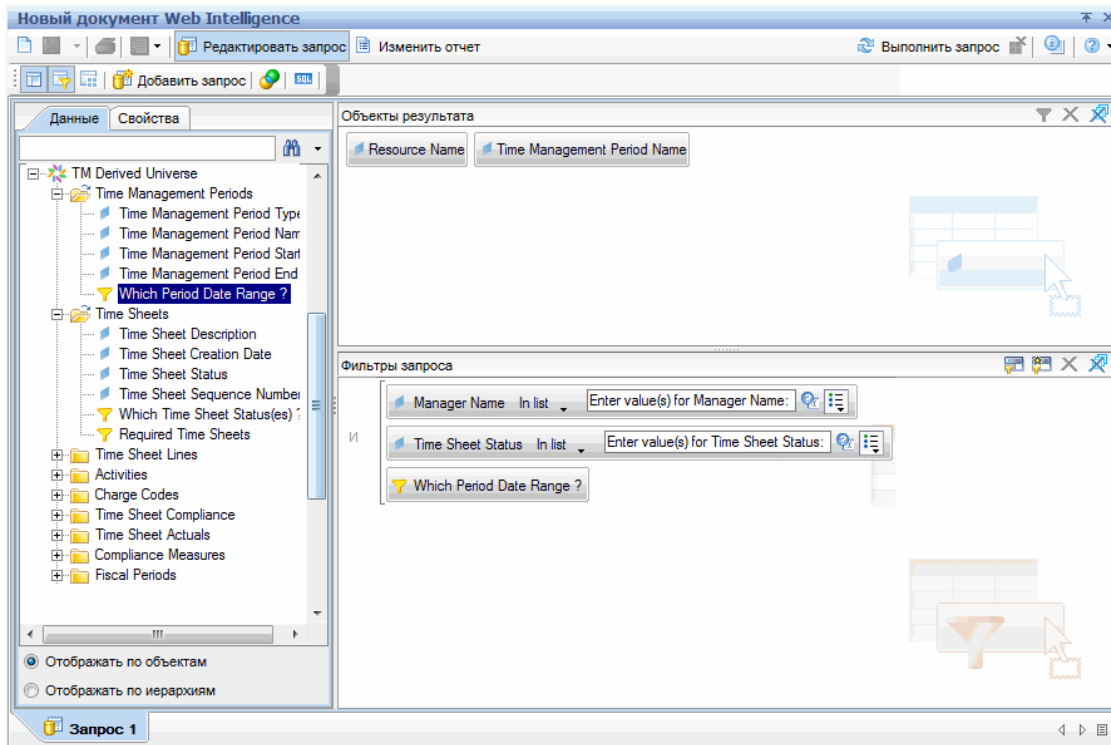 Новый документ Web Intelligence
Редактировать запрос Изменить отчет Выполнить запрос
Добавить запрос SQL
Данные Свойства
Объекты результата
Resource Name Time Management Period Name
TM Derived Universe
Time Management Periods
Time Management Period Type
Time Management Period Nam
Time Management Period Start
Time Management Period End
Which Period Date Range ?
Time Sheets
Time Sheet Description
Time Sheet Creation Date
Time Sheet Status
Time Sheet Sequence Number
Which Time Sheet Status(es) ?
Required Time Sheets
Time Sheet Lines
Activities
Charge Codes
Time Sheet Compliance
Time Sheet Actuals
Compliance Measures
Fiscal Periods
Отображать по объектам
Отображать по иерархиям
Фильтры запроса
Manager Name In list Enter value(s) for Manager Name:
И
Time Sheet Status In list Enter value(s) for Time Sheet Status:
Which Period Date Range ?
Запрос 1